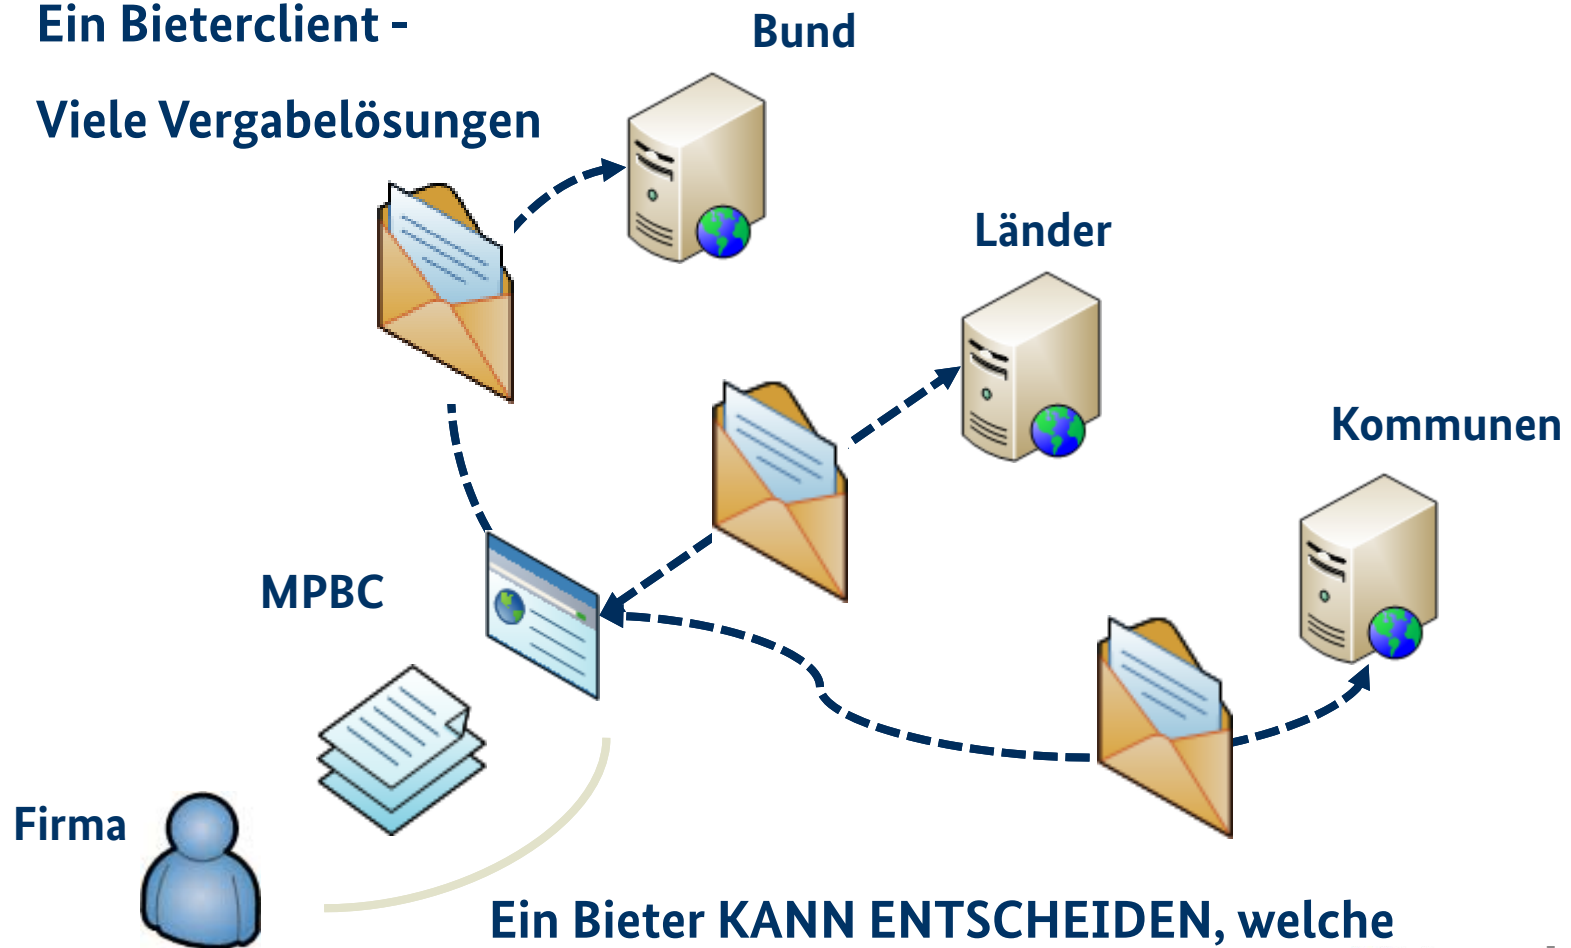 Ein Bieterclient -
Viele Vergabelösungen
Bund
Länder
Kommunen
MPBC
Firma
Ein Bieter KANN ENTSCHEIDEN, welche